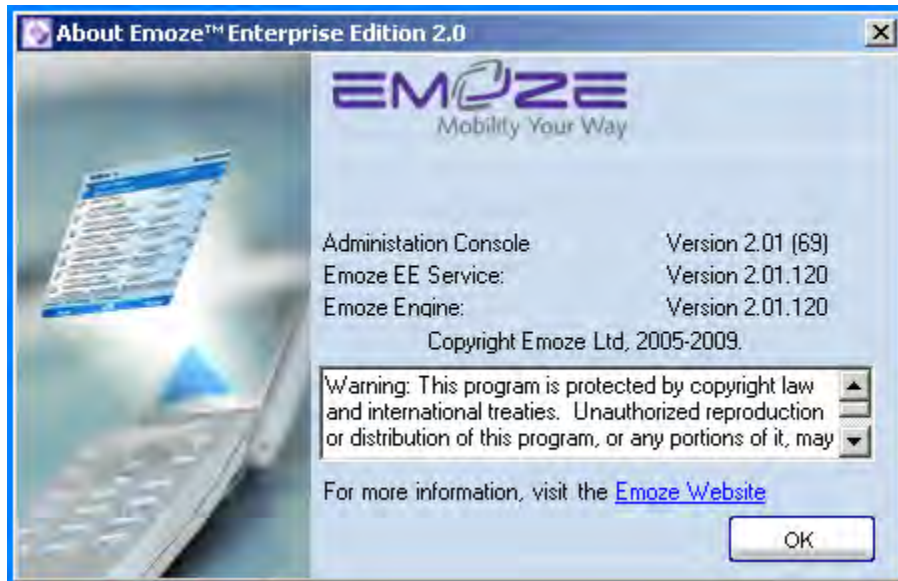 About Emoze™ Enterprise Edition 2.0
EMOZE
Mobility Your Way
Administation Console Version 2.01 (69)
Emoze EE Service: Version 2.01.120
Emoze Engine: Version 2.01.120
Copyright Emoze Ltd, 2005-2009.
Warning: This program is protected by copyright law
and international treaties. Unauthorized reproduction
or distribution of this program, or any portions of it, may
For more information, visit the Emoze Website
OK